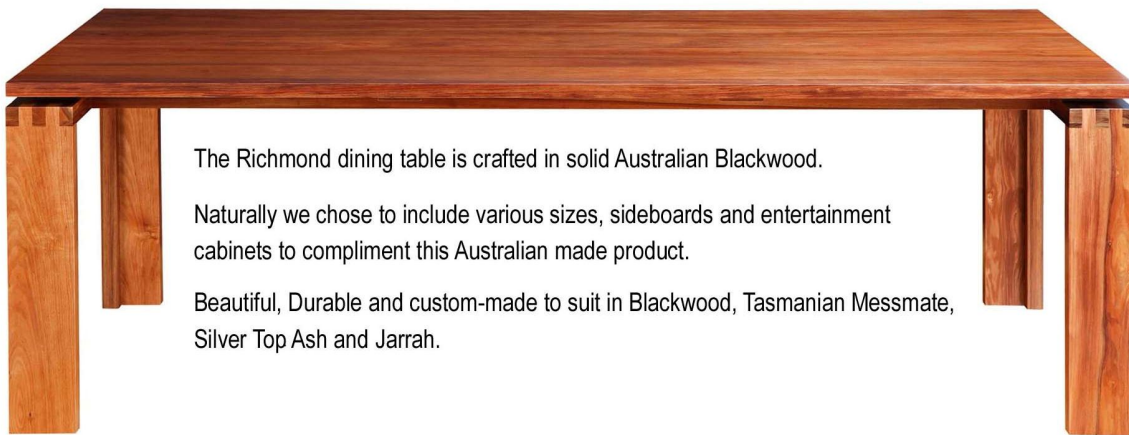 The Richmond dining table is crafted in solid Australian Blackwood.
Naturally we chose to include various sizes, sideboards and entertainment
cabinets to compliment this Australian made product.
Beautiful, Durable and custom-made to suit in Blackwood, Tasmanian Messmate,
Silver Top Ash and Jarrah.